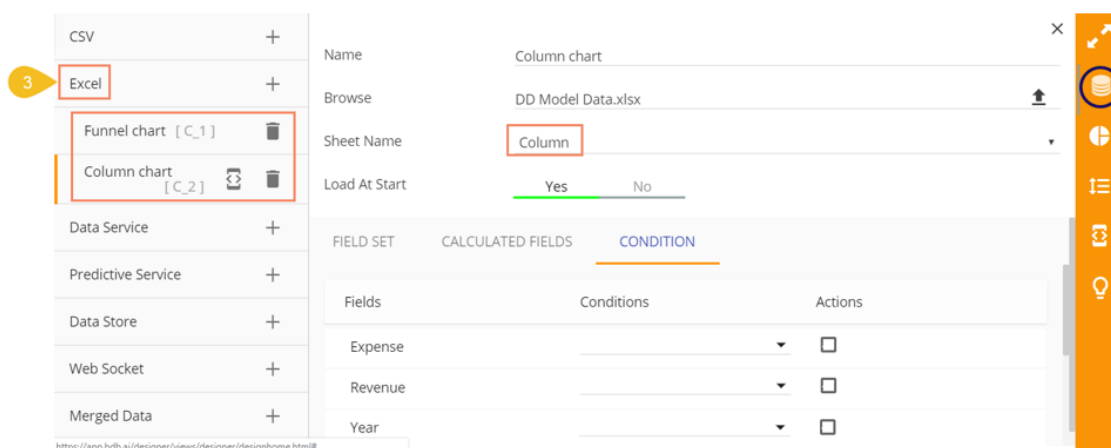 CSV +
3
Excel +
Funnel chart [ C_1 ]
Column chart
[ C_2 ]
Data Service +
Predictive Service +
Data Store +
Web Socket +
Merged Data +
https://app.bdb.ai/designer/views/designer/designhome.html#
×
Name Column chart
Browse DD Model Data.xlsx
Sheet Name Column
Load At Start Yes No
FIELD SET CALCULATED FIELDS CONDITION
Fields Conditions Actions
Expense
Revenue
Year